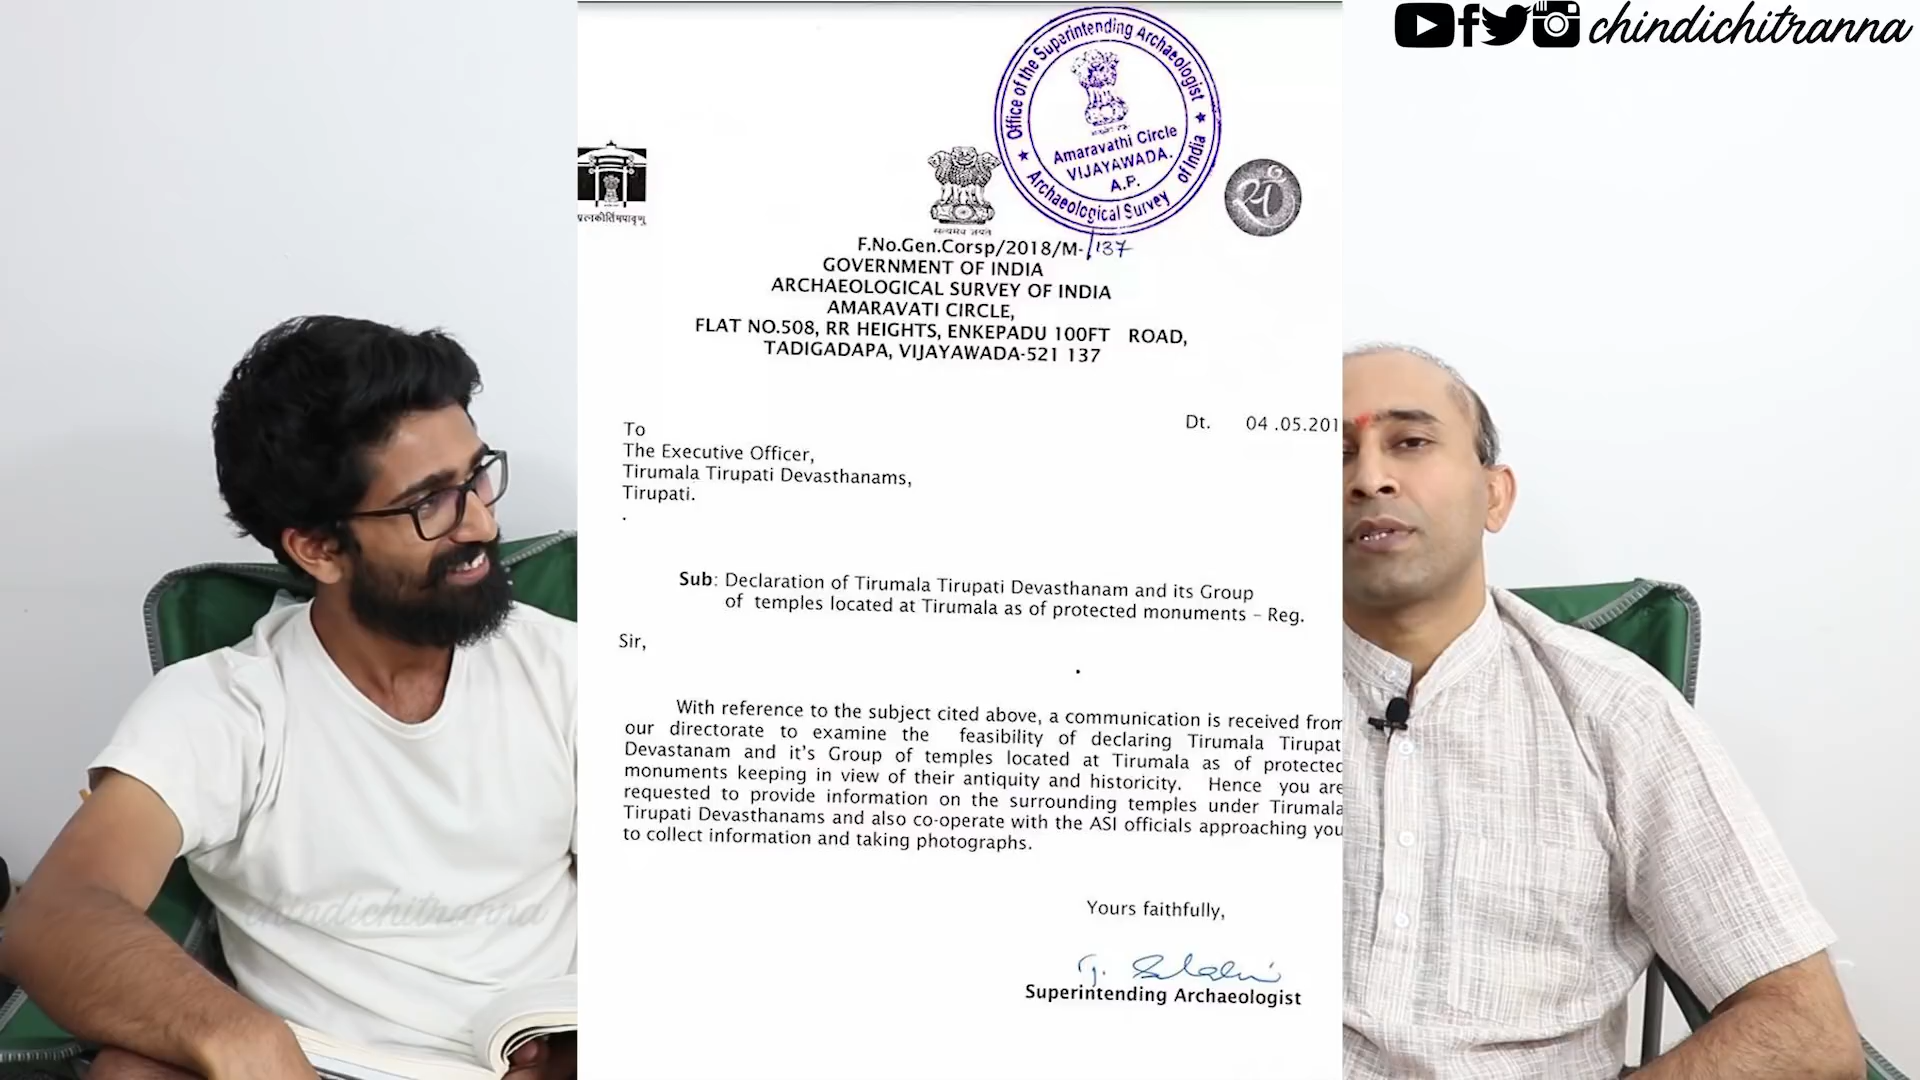 chindichitranna
Office of the Superintending Archaeologist
Amaravathi Circle
VIJAYAWADA.
A.P.
Archaeological Survey of India
सत्यमेव जयते
F.No.Gen.Corsp/2018/M-/137
GOVERNMENT OF INDIA
ARCHAEOLOGICAL SURVEY OF INDIA
AMARAVATI CIRCLE,
FLAT NO.508, RR HEIGHTS, ENKEPADU 100FT ROAD,
TADIGADAPA, VIJAYAWADA-521 137
Dt. 04 .05.201
To
The Executive Officer,
Tirumala Tirupati Devasthanams,
Tirupati.
Sub: Declaration of Tirumala Tirupati Devasthanam and its Group
of temples located at Tirumala as of protected monuments – Reg.
Sir,
With reference to the subject cited above, a communication is received from
our directorate to examine the feasibility of declaring Tirumala Tirupat
Devastanam and it's Group of temples located at Tirumala as of protected
monuments keeping in view of their antiquity and historicity. Hence you are
requested to provide information on the surrounding temples under Tirumala
Tirupati Devasthanams and also co-operate with the ASI officials approaching you
to collect information and taking photographs.
Yours faithfully,
Superintending Archaeologist
chindichitranna